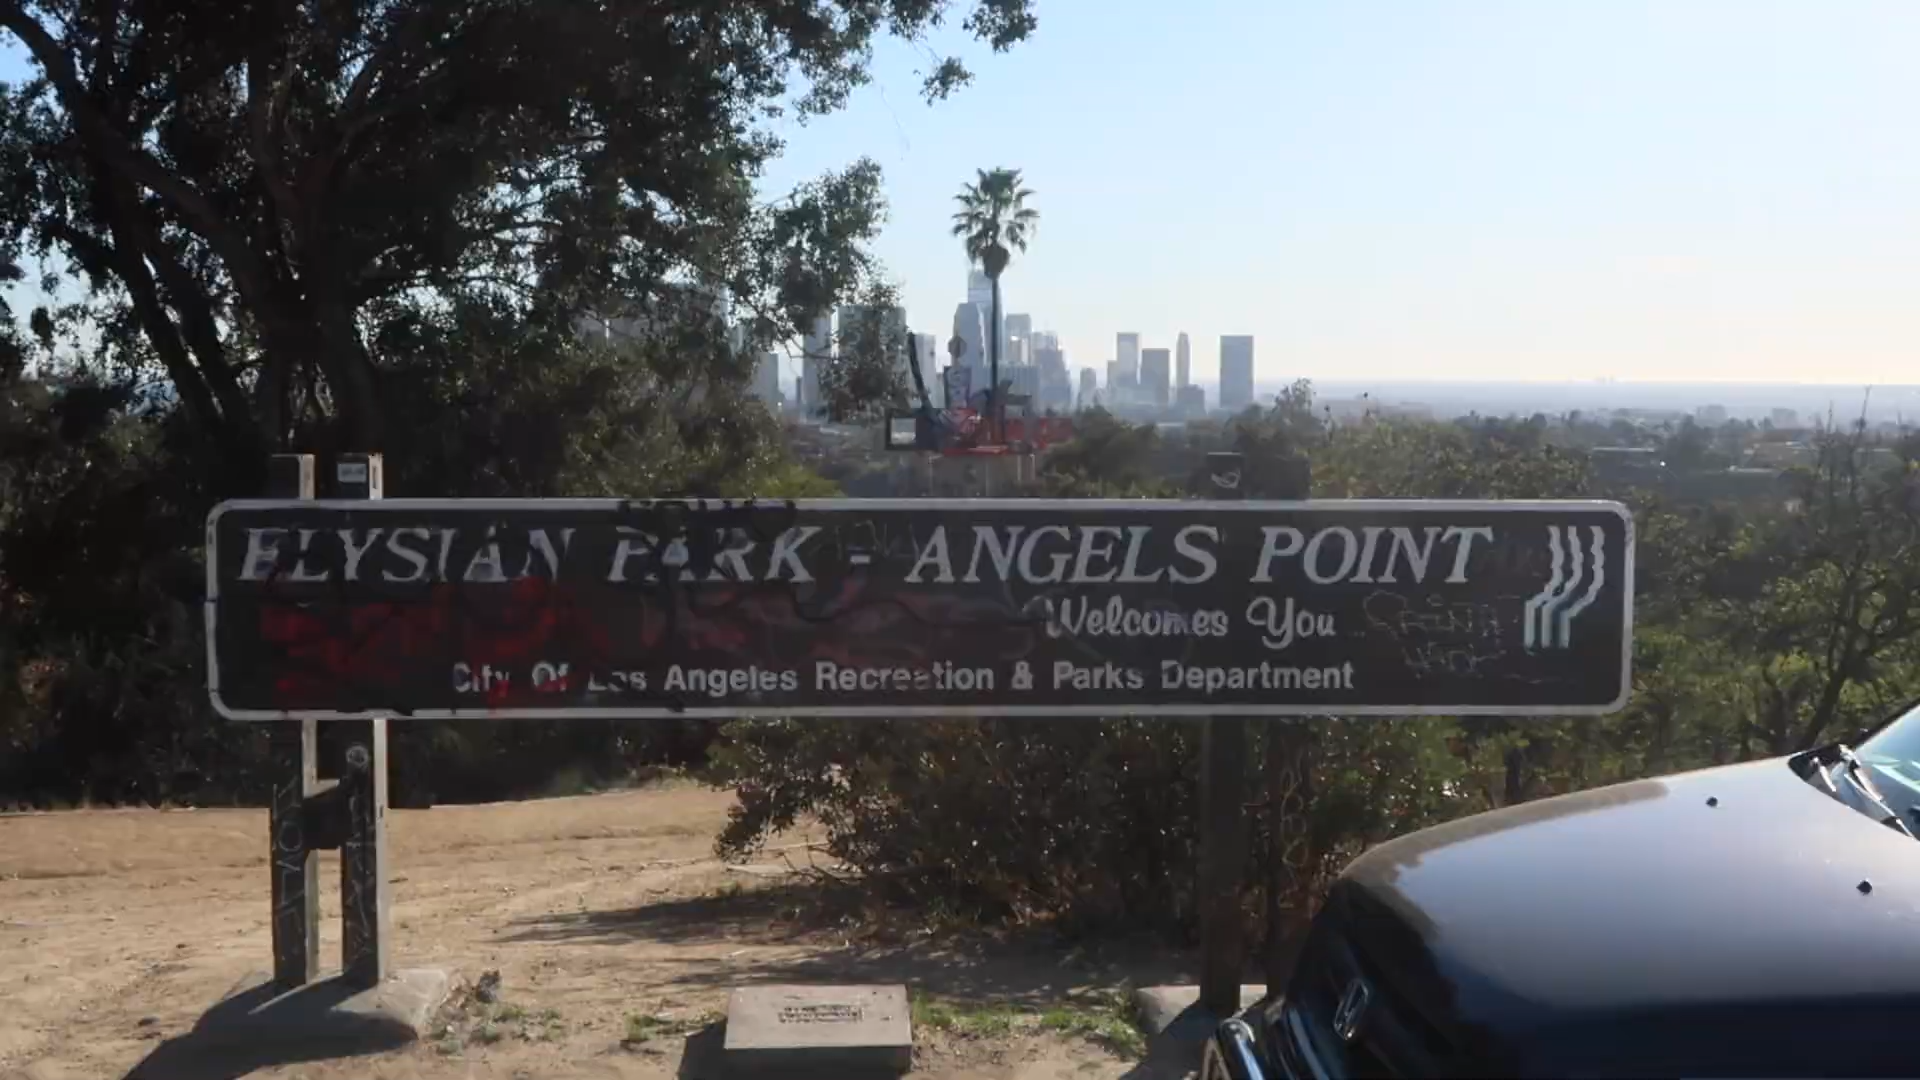 ELYSIAN PARK - ANGELS POINT
Welcomes You
City Of Los Angeles Recreation & Parks Department